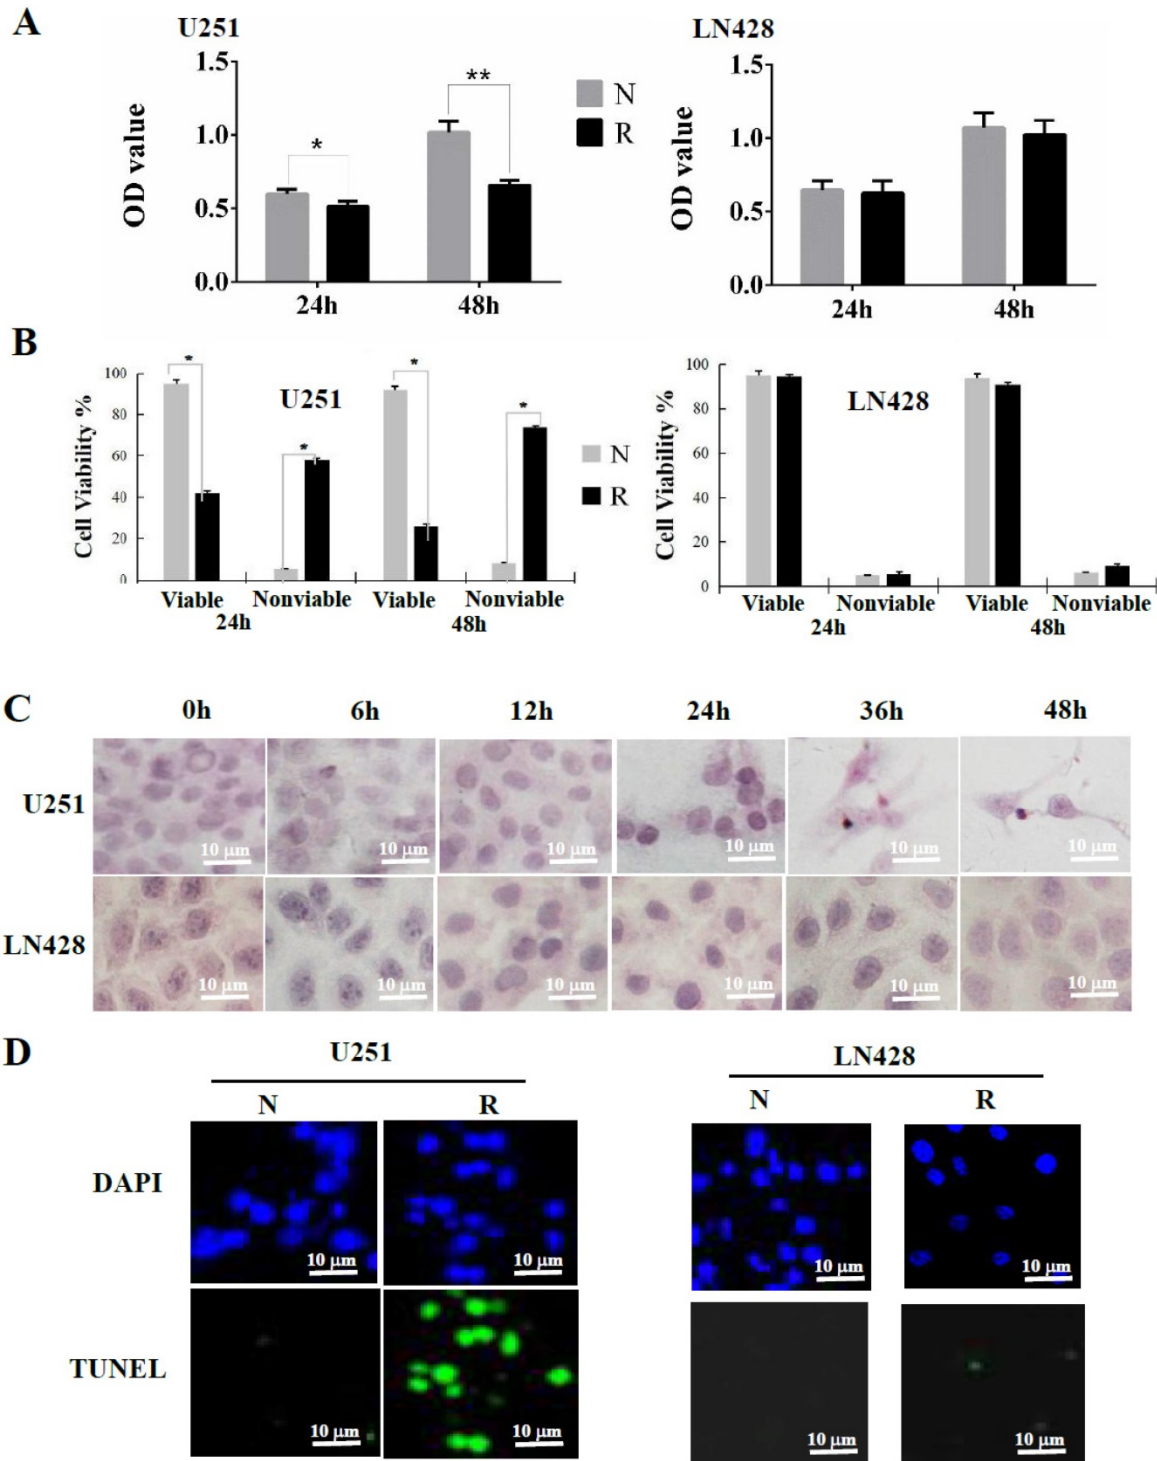 A
U251
LN428
1.5
1.0
0.5
0.0
OD value
*
**
24h
48h
N
R
1.5
1.0
0.5
0.0
OD value
24h
48h
B
100
80
60
40
20
0
Cell Viability %
U251
*
*
*
*
Viable
Nonviable
Viable
Nonviable
24h
48h
N
R
100
80
60
40
20
0
Cell Viability %
LN428
Viable
Nonviable
Viable
Nonviable
24h
48h
C
0h 6h 12h 24h 36h 48h
U251
10 μm 10 μm 10 μm 10 μm 10 μm 10 μm
LN428
10 μm 10 μm 10 μm 10 μm 10 μm 10 μm
D
U251 LN428
N R N R
DAPI
10 μm 10 μm 10 μm 10 μm
TUNEL
10 μm 10 μm 10 μm 10 μm